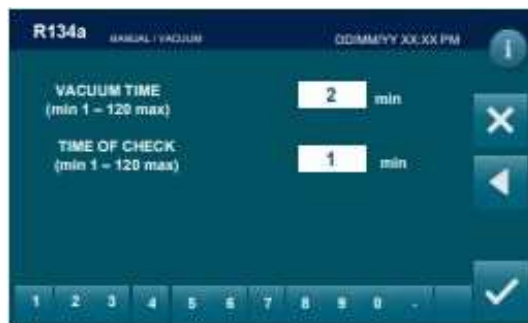 R134a MANUAL / VACUUM DD/MM/YY XX:XX PM
i
VACUUM TIME
(min 1 – 120 max)
2 min
TIME OF CHECK
(min 1 – 120 max)
1 min
1 2 3 4 5 6 7 8 9 0 .